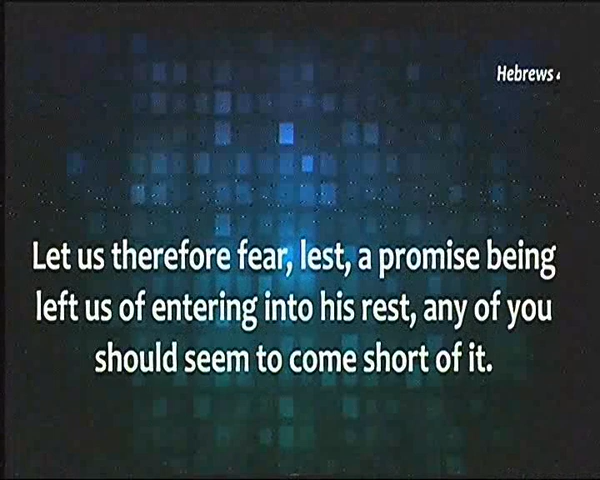 Hebrews
Let us therefore fear, lest, a promise being
left us of entering into his rest, any of you
should seem to come short of it.